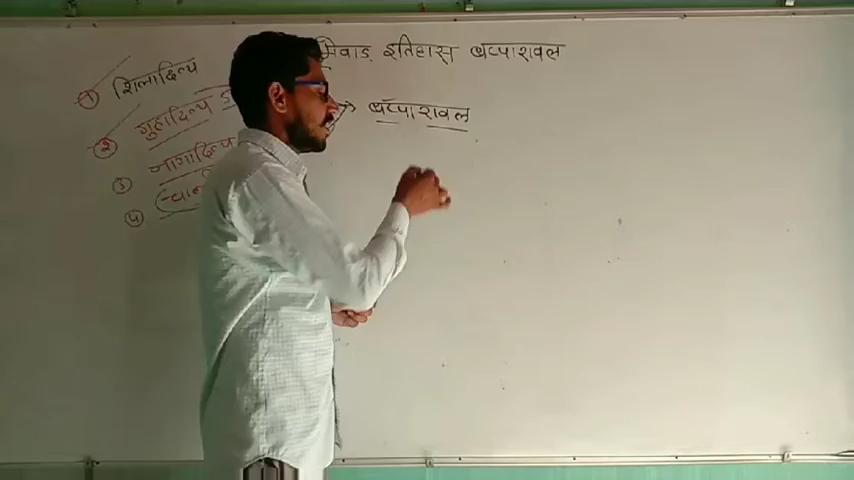 मेवाड़ इतिहास बप्पारावल
बप्पारावल
① शिलादित्य
② गुहादित्य
③ नागादित्य
④